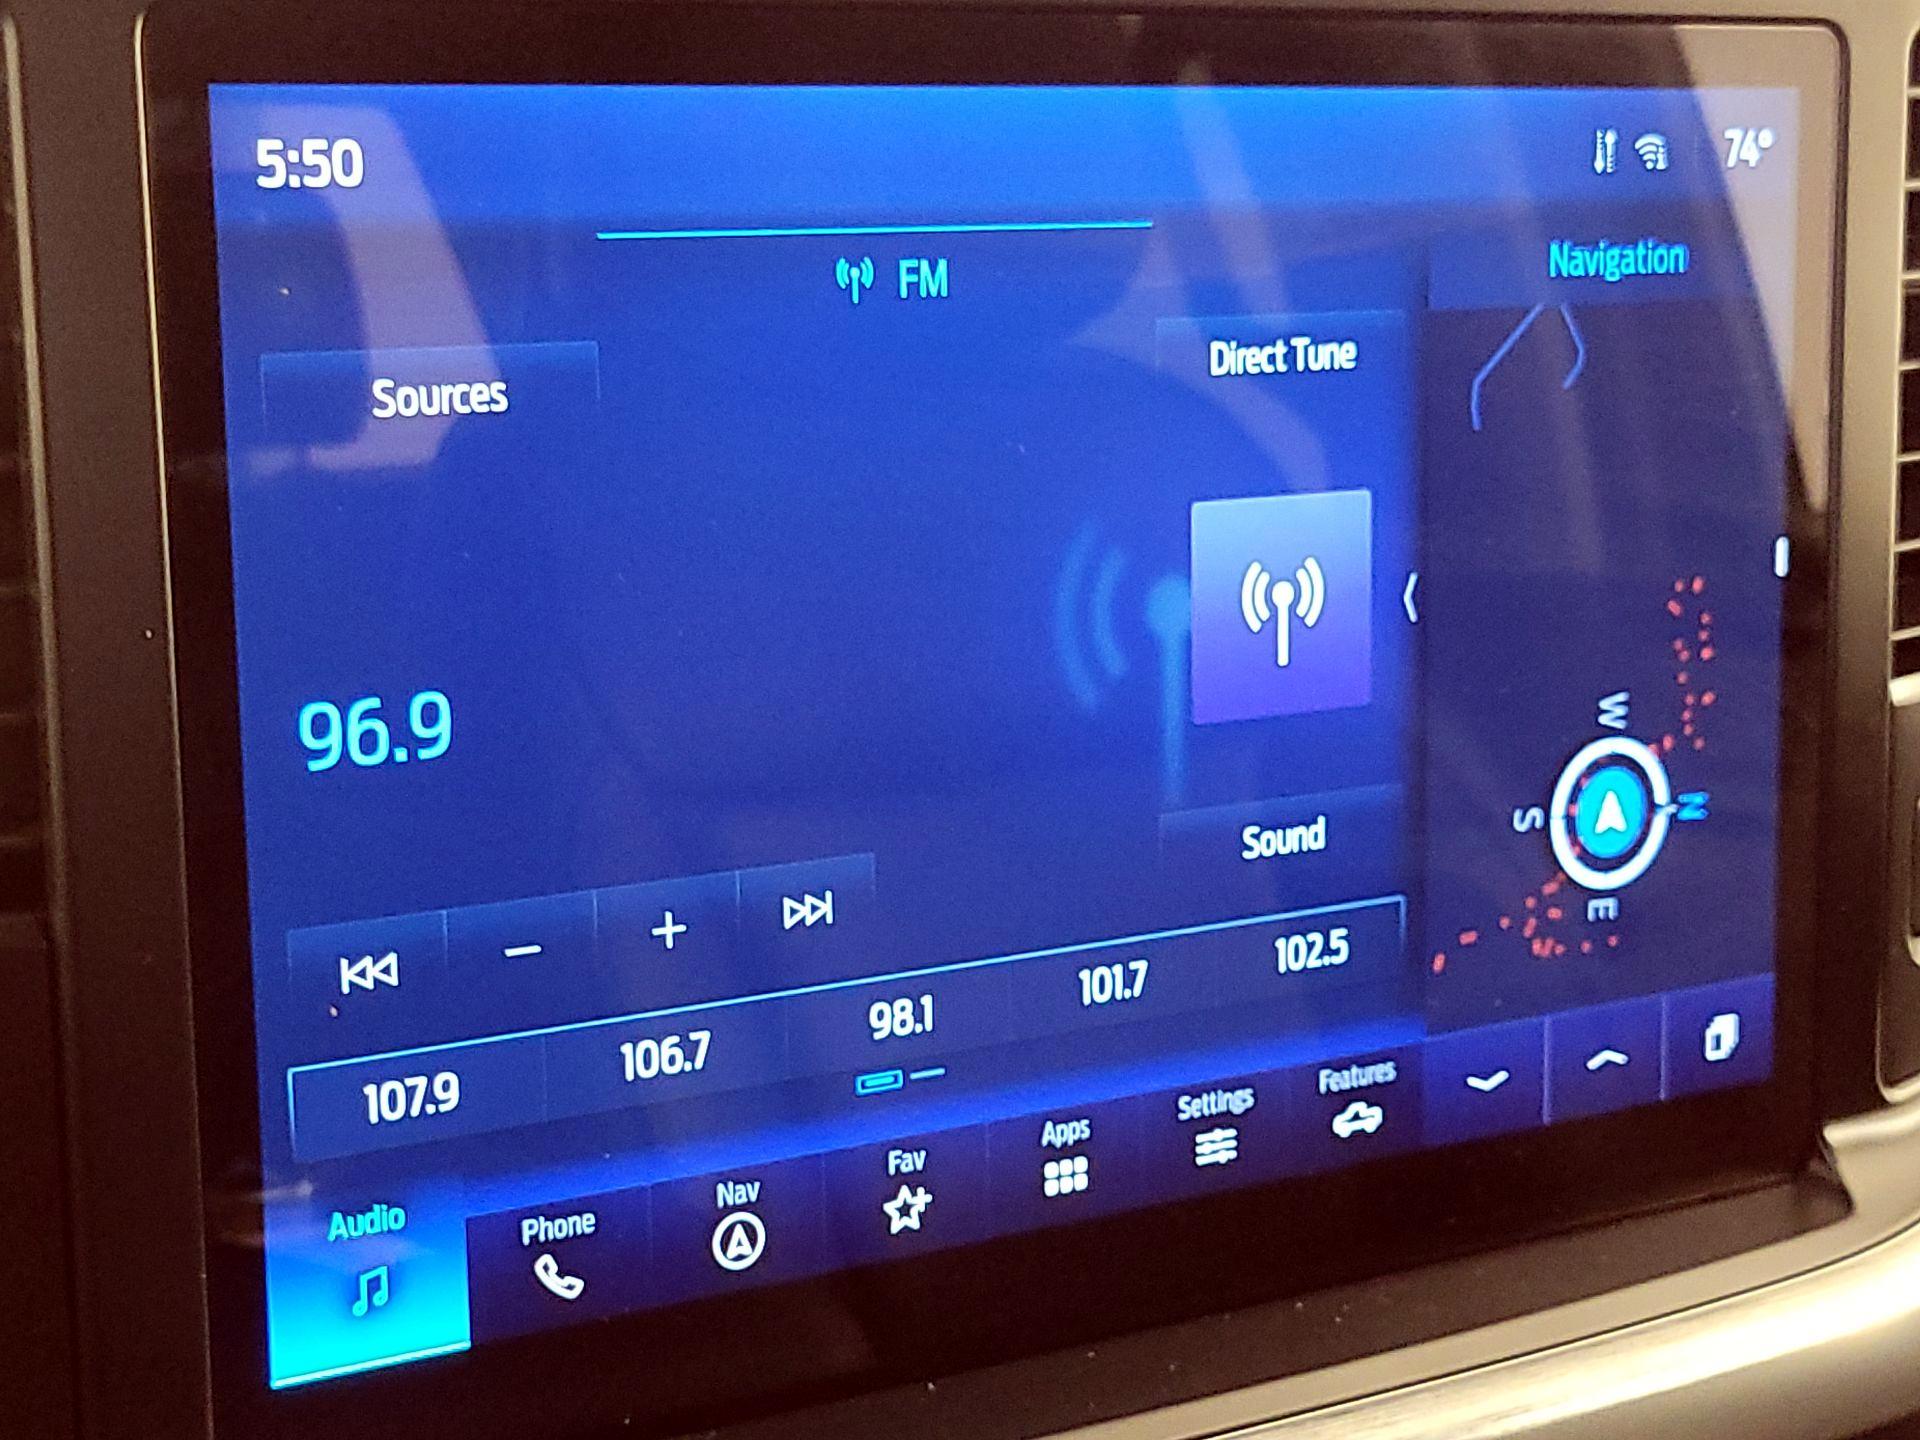 5:50
74°
FM
Navigation
Sources
Direct Tune
96.9
Sound
W
N
S
E
107.9
106.7
98.1
101.7
102.5
Audio
Phone
Nav
Fav
Apps
Settings
Features